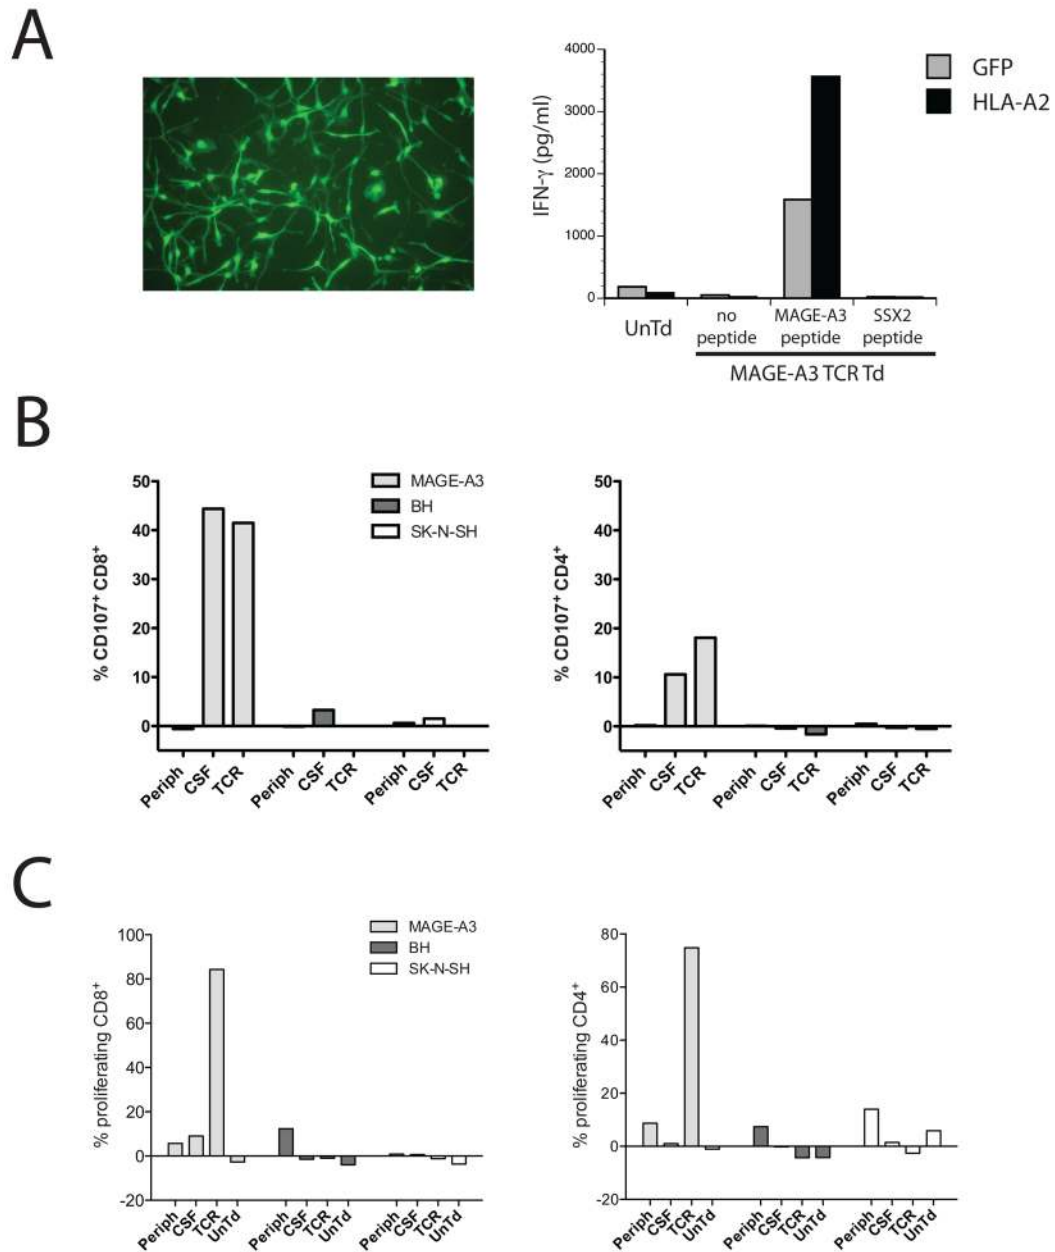 A
4000
3000
2000
1000
0
IFN-γ (pg/ml)
GFP
HLA-A2
UnTd
no peptide
MAGE-A3 peptide
SSX2 peptide
MAGE-A3 TCR Td
B
50
40
30
20
10
0
% CD107⁺ CD8⁺
MAGE-A3
BH
SK-N-SH
Periph
CSF
TCR
Periph
CSF
TCR
Periph
CSF
TCR
50
40
30
20
10
0
% CD107⁺ CD4⁺
Periph
CSF
TCR
Periph
CSF
TCR
Periph
CSF
TCR
C
100
80
60
40
20
0
-20
% proliferating CD8⁺
MAGE-A3
BH
SK-N-SH
Periph
CSF
TCR
UnTd
Periph
CSF
TCR
UnTd
Periph
CSF
TCR
UnTd
80
60
40
20
0
-20
% proliferating CD4⁺
Periph
CSF
TCR
UnTd
Periph
CSF
TCR
UnTd
Periph
CSF
TCR
UnTd